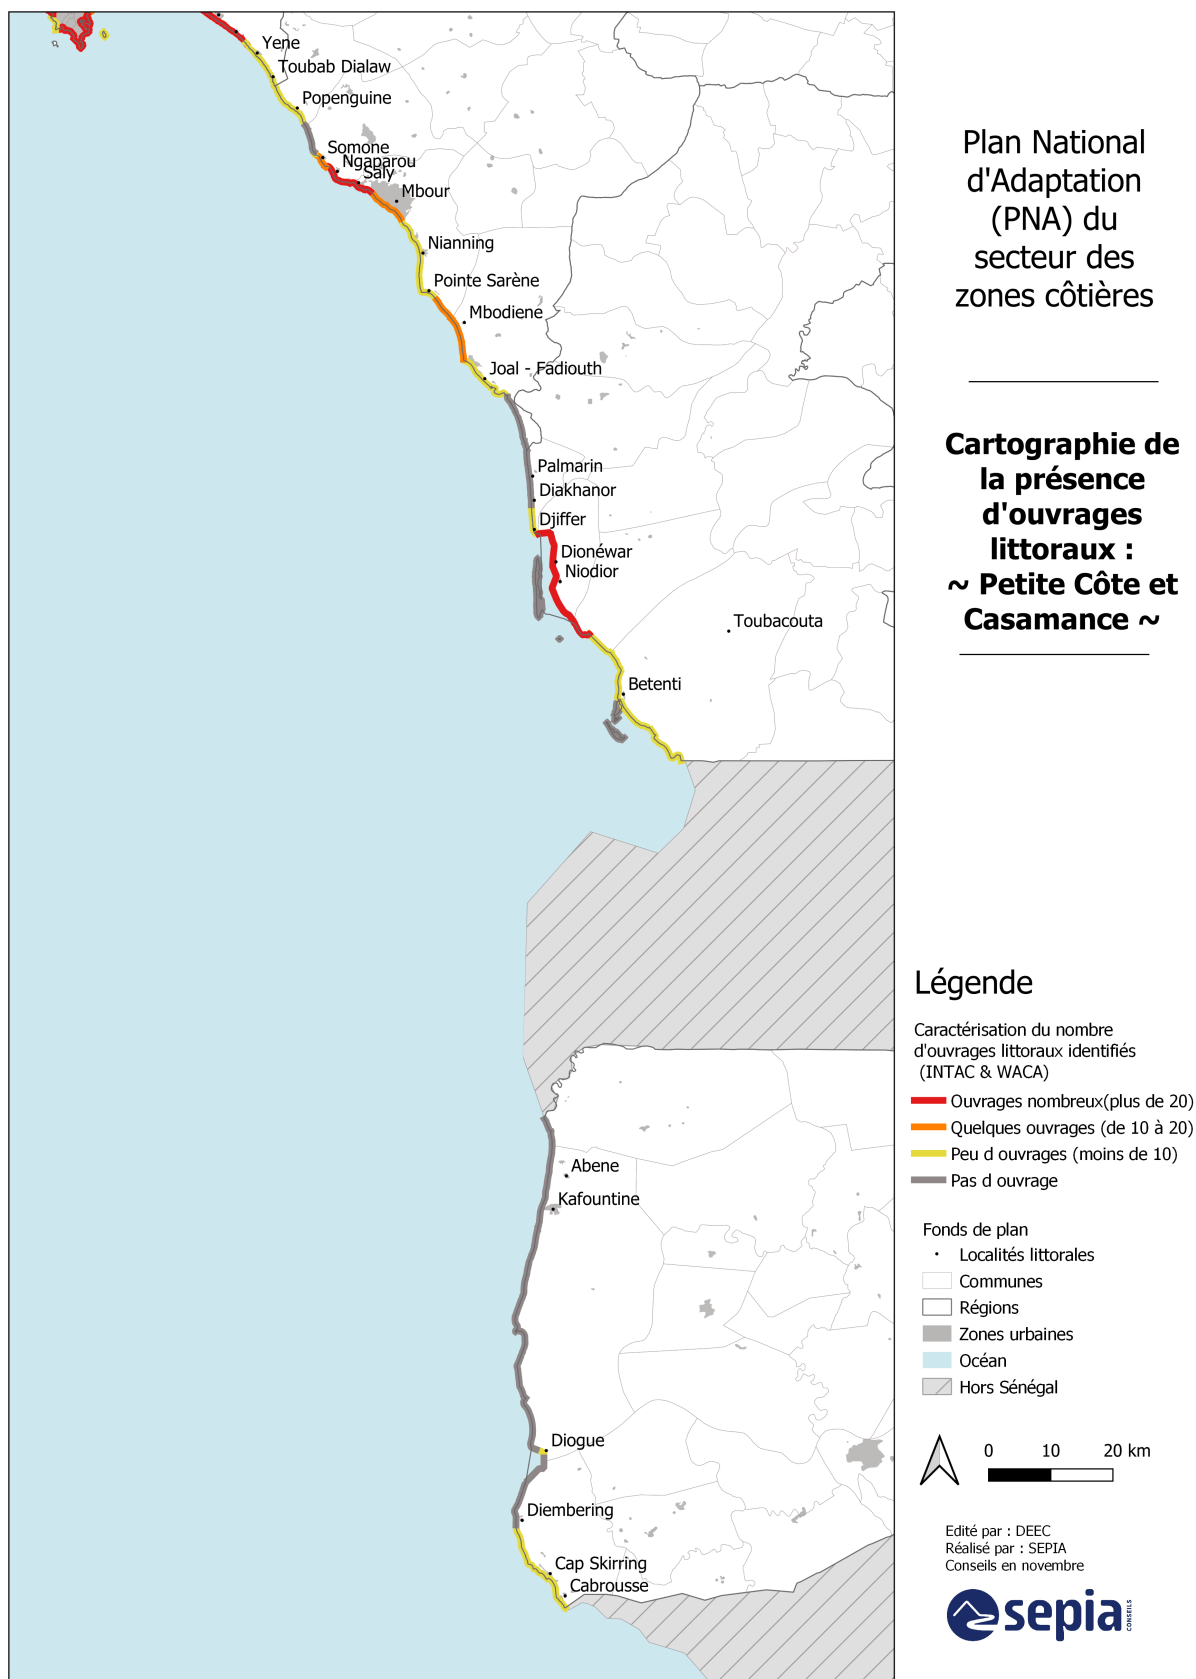 Yene
Toubab Dialaw
Popenguine
Somone
Ngaparou
Saly
Mbour
Nianning
Pointe Sarène
Mbodiene
Joal - Fadiouth
Palmarin
Diakhanor
Djiffer
Dionéwar
Niodior
Toubacouta
Betenti
Abene
Kafountine
Diogue
Diembering
Cap Skirring
Cabrousse
Plan National
d'Adaptation
(PNA) du
secteur des
zones côtières
Cartographie de
la présence
d'ouvrages
littoraux :
~ Petite Côte et
Casamance ~
Légende
Caractérisation du nombre
d'ouvrages littoraux identifiés
(INTAC & WACA)
Ouvrages nombreux(plus de 20)
Quelques ouvrages (de 10 à 20)
Peu d ouvrages (moins de 10)
Pas d ouvrage
Fonds de plan
Localités littorales
Communes
Régions
Zones urbaines
Océan
Hors Sénégal
0 10 20 km
Edité par : DEEC
Réalisé par : SEPIA
Conseils en novembre
sepia CONSEILS